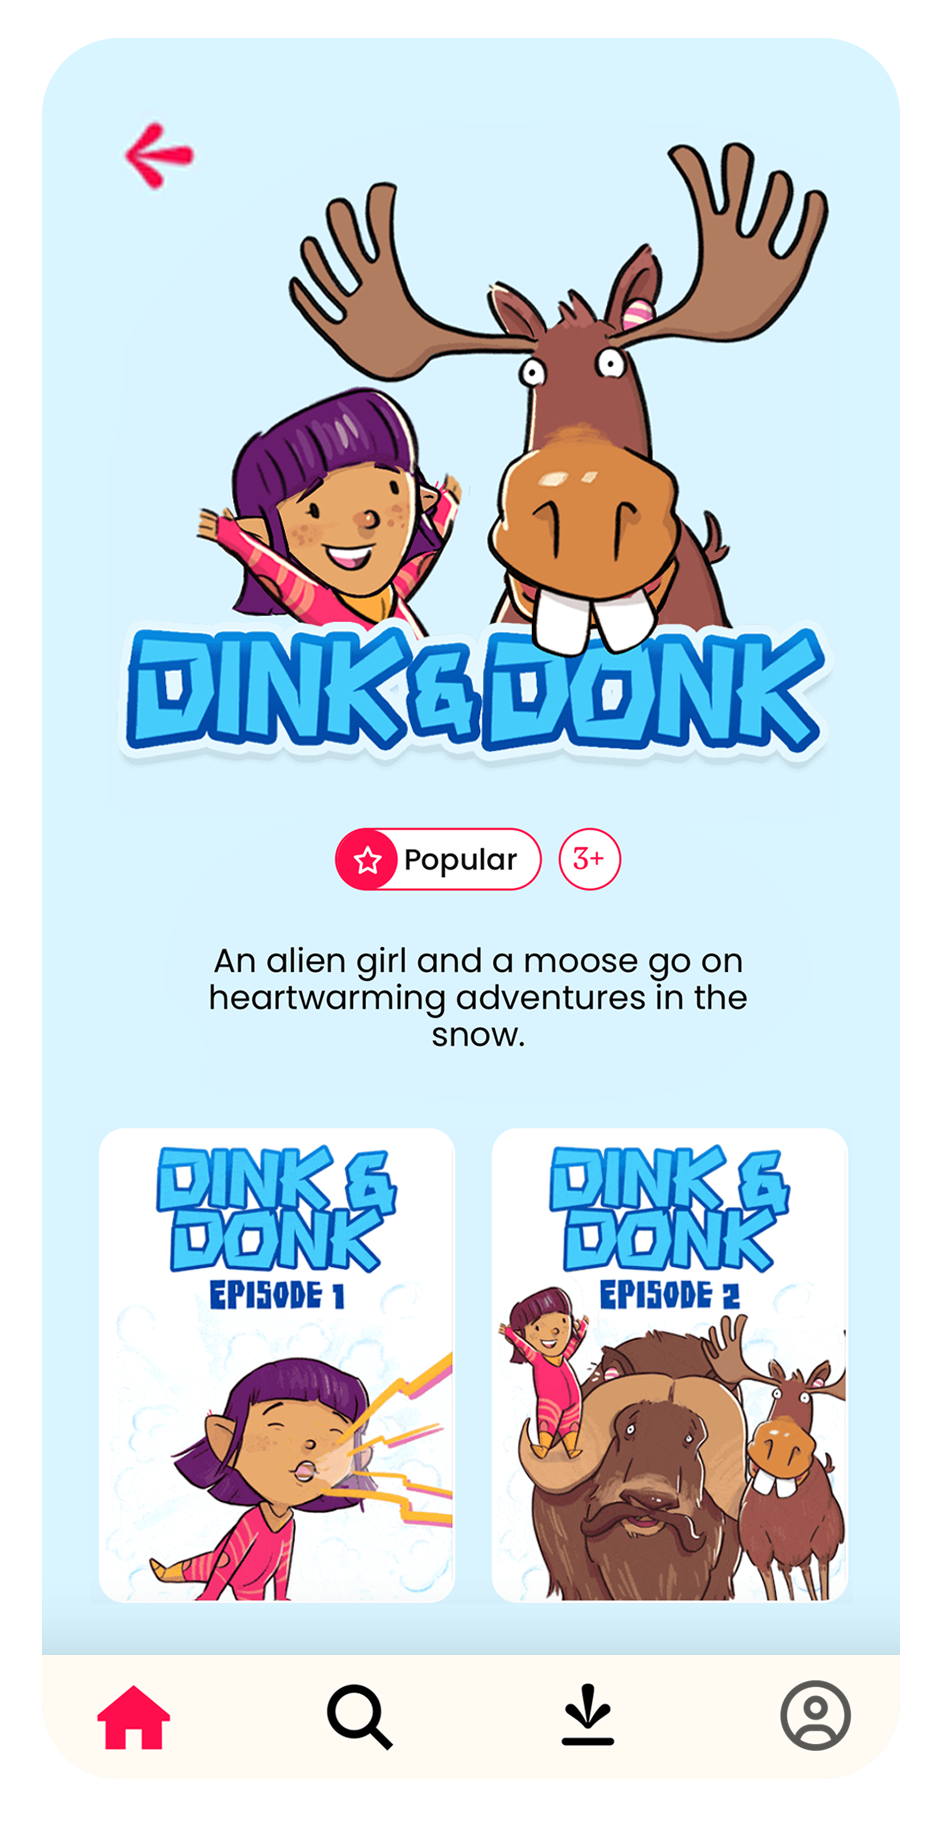 DINK & DONK
Popular
3+
An alien girl and a moose go on
heartwarming adventures in the
snow.
DINK &
DONK
EPISODE 1
DINK &
DONK
EPISODE 2